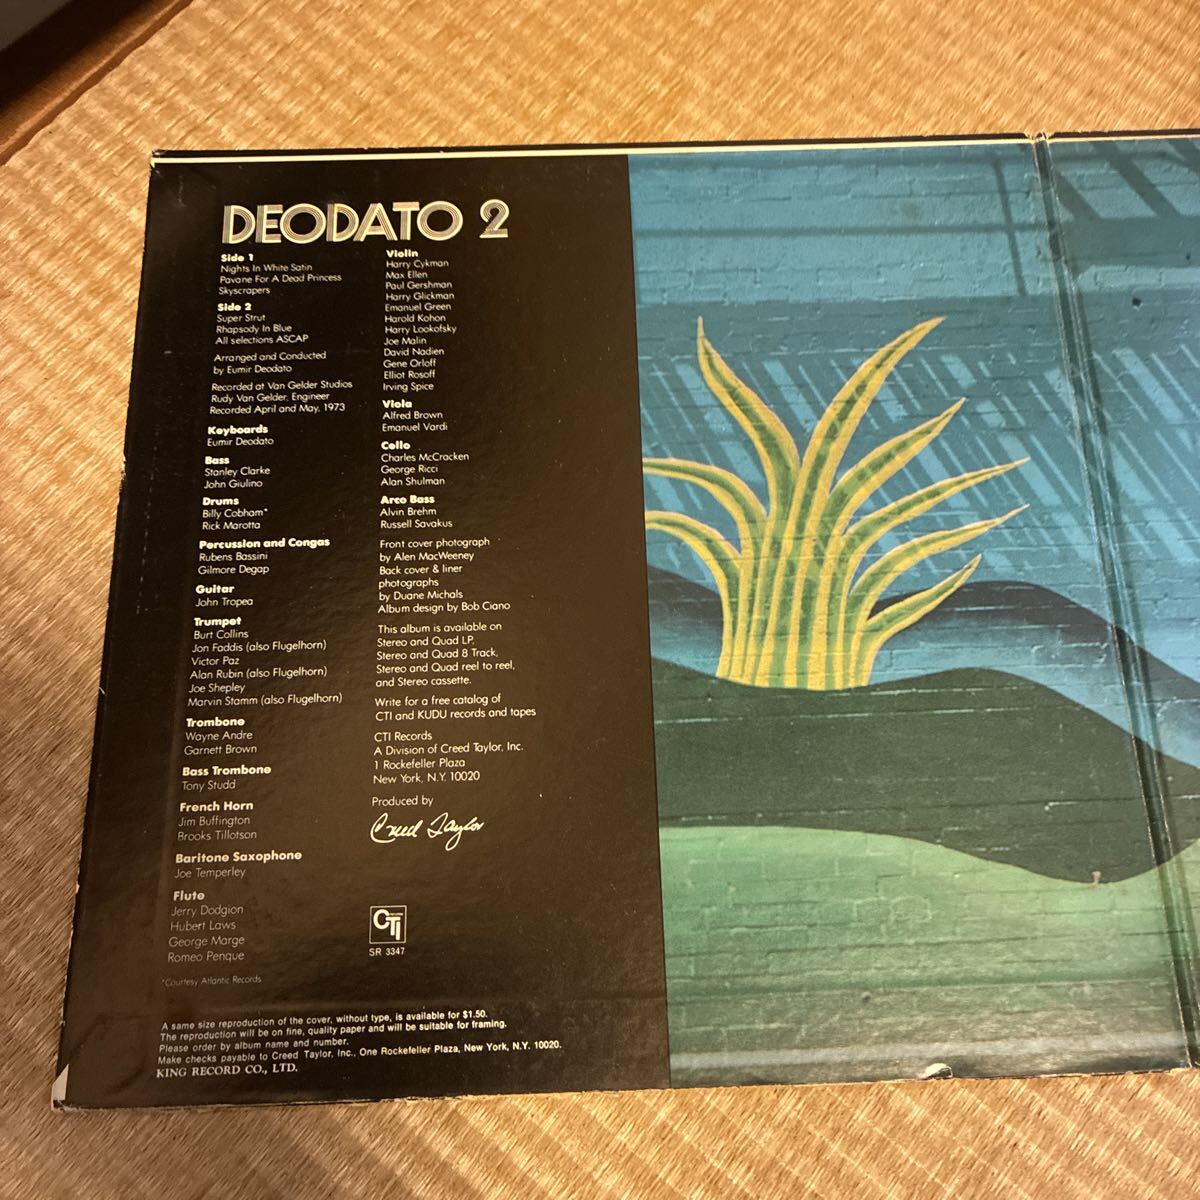 DEODATO 2
Side 1
Nights In White Satin
Pavane For A Dead Princess
Skyscrapers
Side 2
Super Strut
Rhapsody In Blue
All selections ASCAP
Arranged and Conducted
by Eumir Deodato
Recorded at Van Gelder Studios
Rudy Van Gelder, Engineer
Recorded April and May, 1973
Keyboards
Eumir Deodato
Bass
Stanley Clarke
John Giulino
Drums
Billy Cobham*
Rick Marotta
Percussion and Congas
Rubens Bassini
Gilmore Degap
Guitar
John Tropea
Trumpet
Burt Collins
Jon Faddis (also Flugelhorn)
Victor Paz
Alan Rubin (also Flugelhorn)
Joe Shepley
Marvin Stamm (also Flugelhorn)
Trombone
Wayne Andre
Garnett Brown
Bass Trombone
Tony Studd
French Horn
Jim Buffington
Brooks Tillotson
Baritone Saxophone
Joe Temperley
Flute
Jerry Dodgion
Hubert Laws
George Marge
Romeo Penque
*Courtesy Atlantic Records
Violin
Harry Cykman
Max Ellen
Paul Gershman
Harry Glickman
Emanuel Green
Harold Kohon
Harry Lookofsky
Joe Malin
David Nadien
Gene Orloff
Elliot Rosoff
Irving Spice
Viola
Alfred Brown
Emanuel Vardi
Cello
Charles McCracken
George Ricci
Alan Shulman
Arco Bass
Alvin Brehm
Russell Savakus
Front cover photograph
by Alen MacWeeney
Back cover & liner
photographs
by Duane Michals
Album design by Bob Ciano
This album is available on
Stereo and Quad LP,
Stereo and Quad 8 Track,
Stereo and Quad reel to reel,
and Stereo cassette.
Write for a free catalog of
CTI and KUDU records and tapes
CTI Records
A Division of Creed Taylor, Inc.
1 Rockefeller Plaza
New York, N.Y. 10020
Produced by
Creed Taylor
CTI
SR 3347
A same size reproduction of the cover, without type, is available for $1.50.
The reproduction will be on fine, quality paper and will be suitable for framing.
Please order by album name and number.
Make checks payable to Creed Taylor, Inc., One Rockefeller Plaza, New York, N.Y. 10020.
KING RECORD CO., LTD.